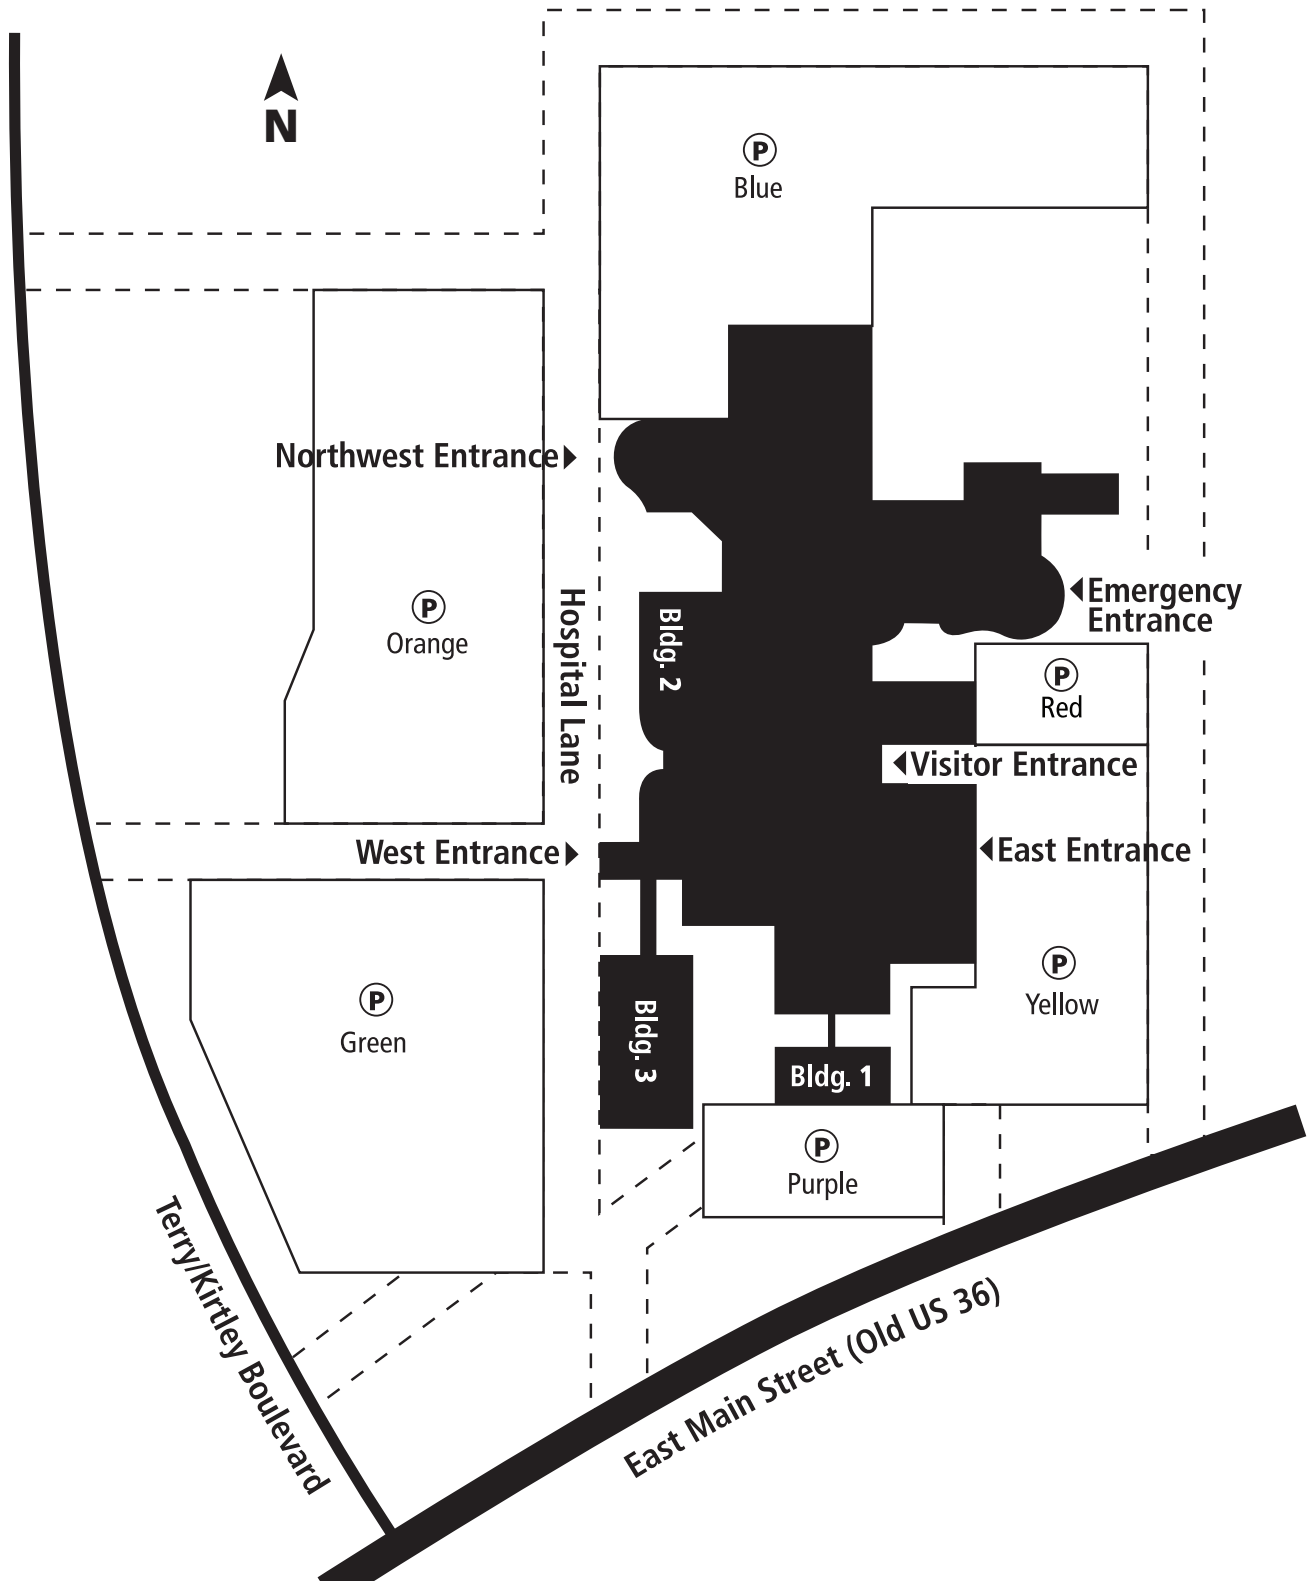 N
P
Blue
Northwest Entrance
P
Orange
Hospital Lane
Bldg. 2
Emergency
Entrance
P
Red
Visitor Entrance
West Entrance
East Entrance
P
Green
Bldg. 3
P
Yellow
Bldg. 1
P
Purple
Terry/Kirtley Boulevard
East Main Street (Old US 36)